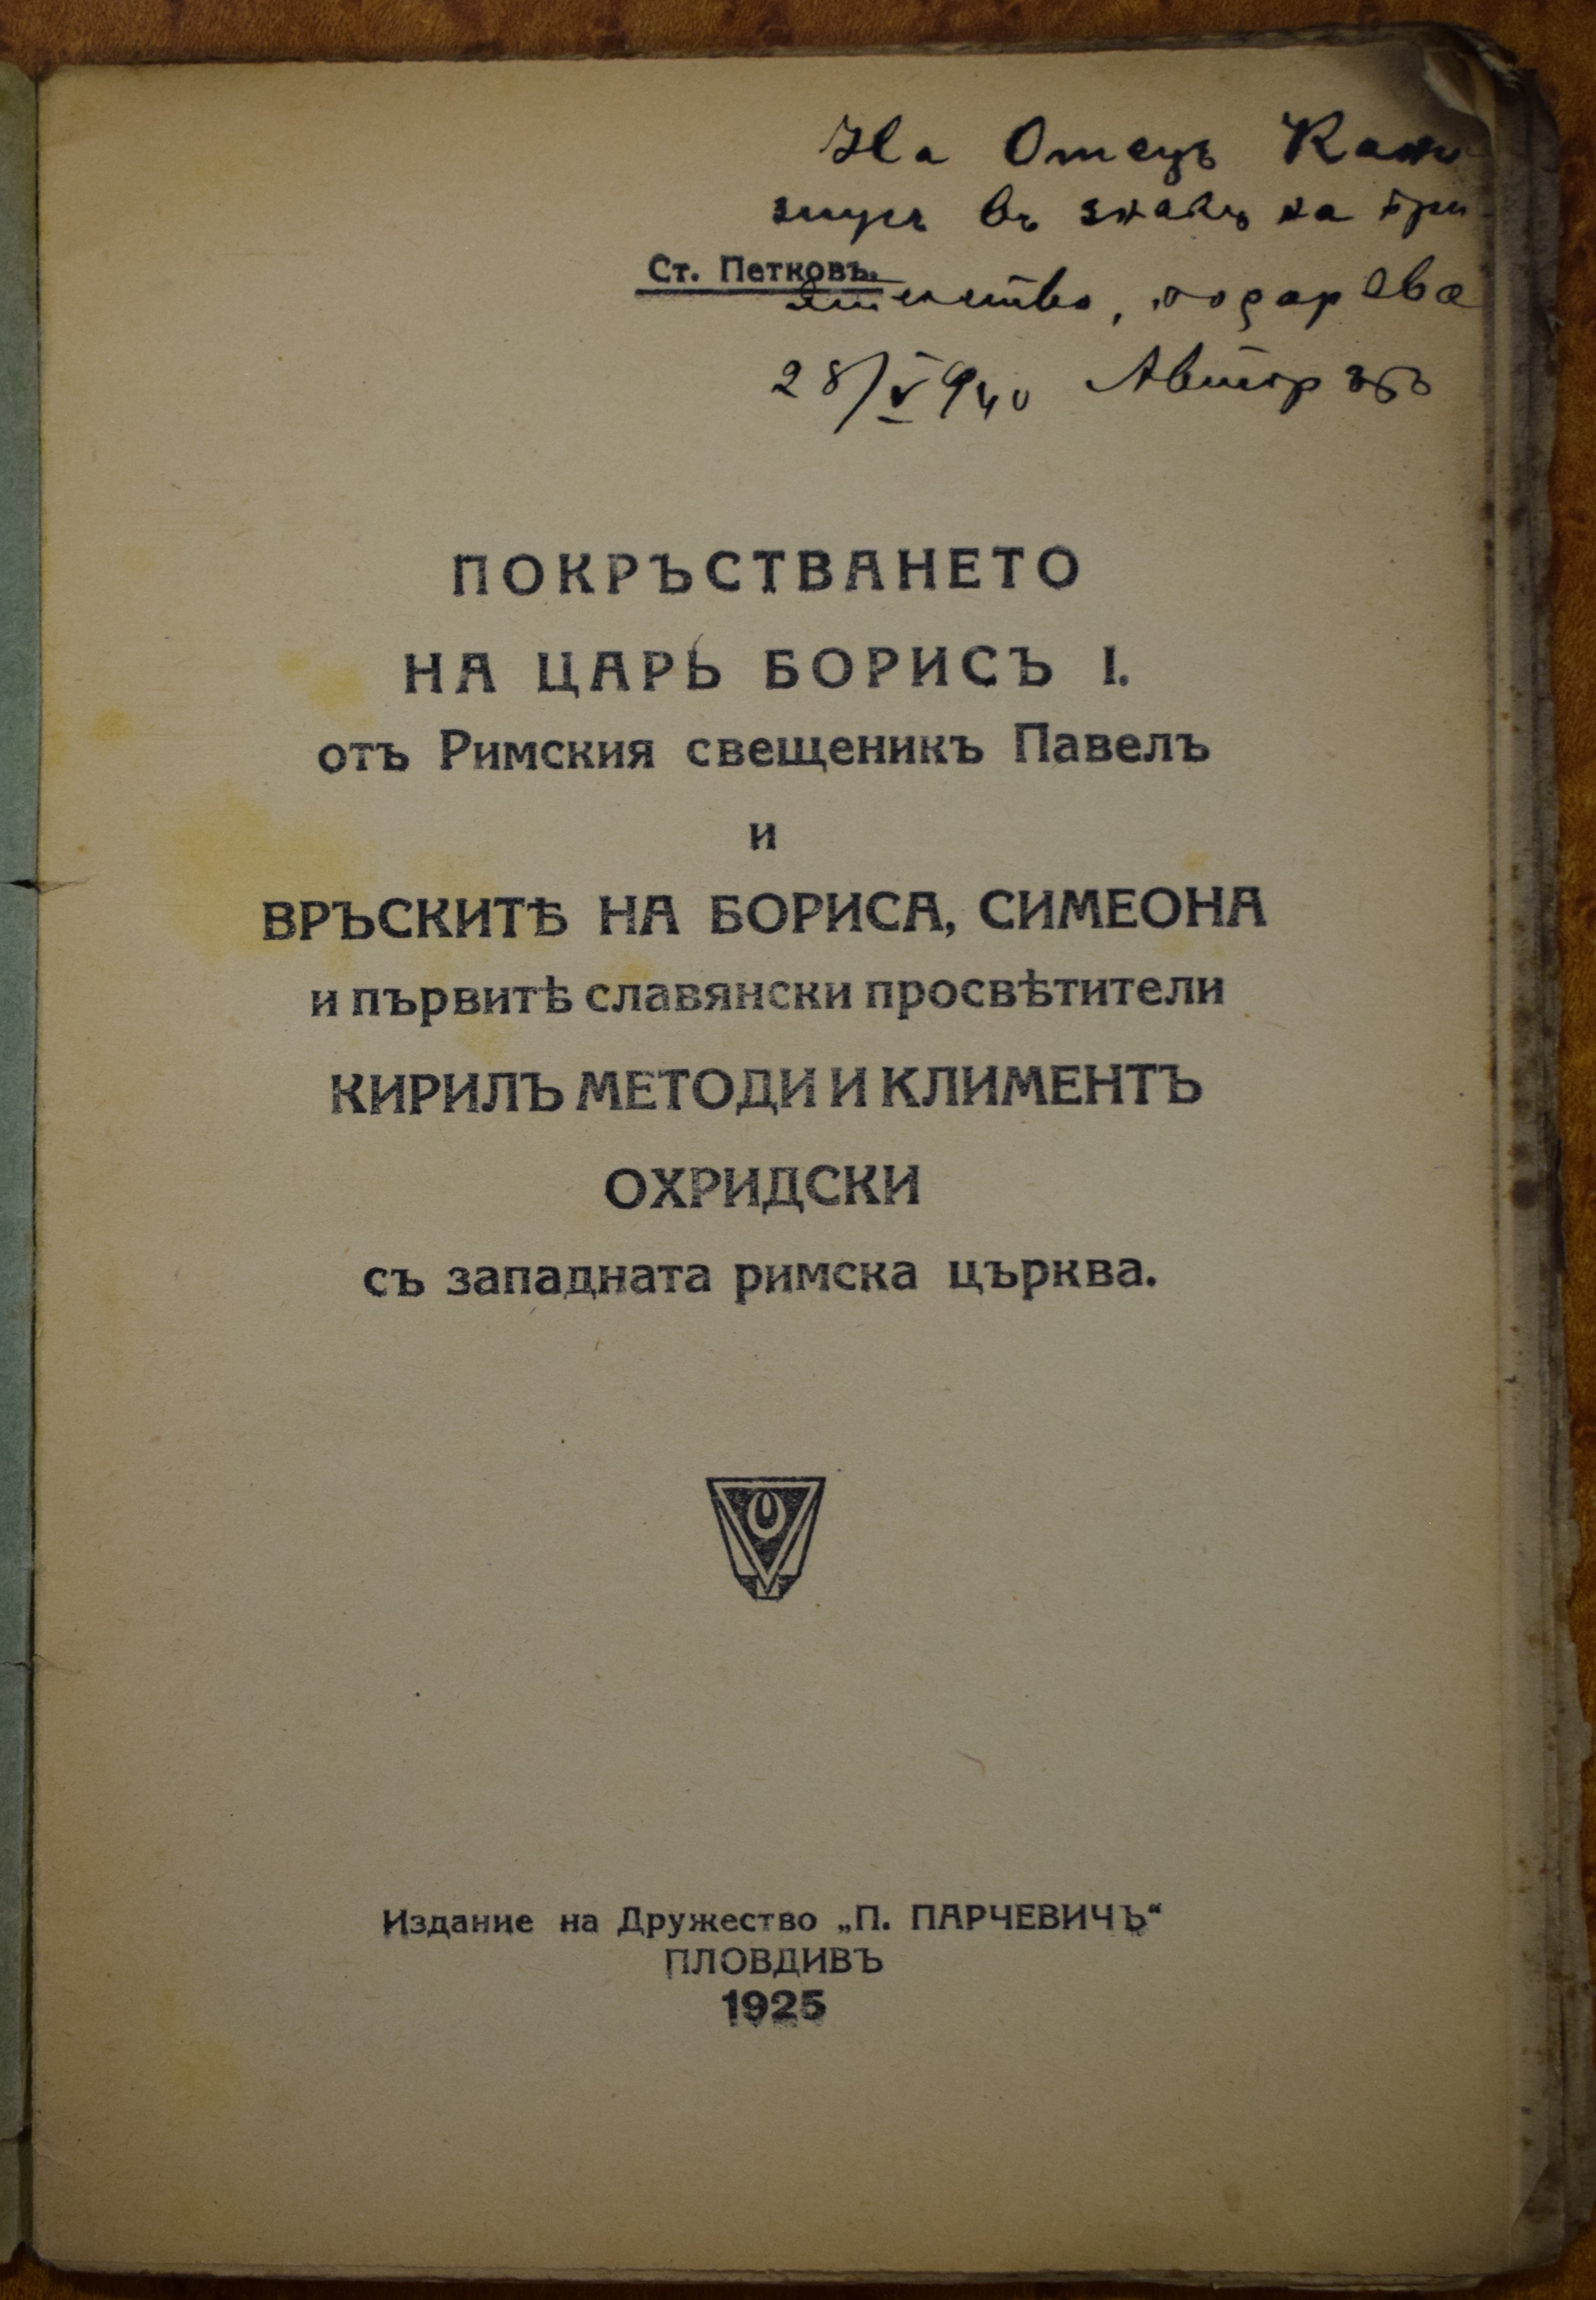 На Отецъ Кани-
зиусъ въ знакъ на при-
Ст. Петковъ.
ятелство, подарява
28/V 940 Авторътъ
ПОКРЪСТВАНЕТО
НА ЦАРЬ БОРИСЪ I.
отъ Римския свещеникъ Павелъ
и
ВРЪСКИТѢ НА БОРИСА, СИМЕОНА
и първитѣ славянски просвѣтители
КИРИЛЪ МЕТОДИ И КЛИМЕНТЪ
ОХРИДСКИ
съ западната римска църква.
Издание на Дружество „П. ПАРЧЕВИЧЪ“
ПЛОВДИВЪ
1925